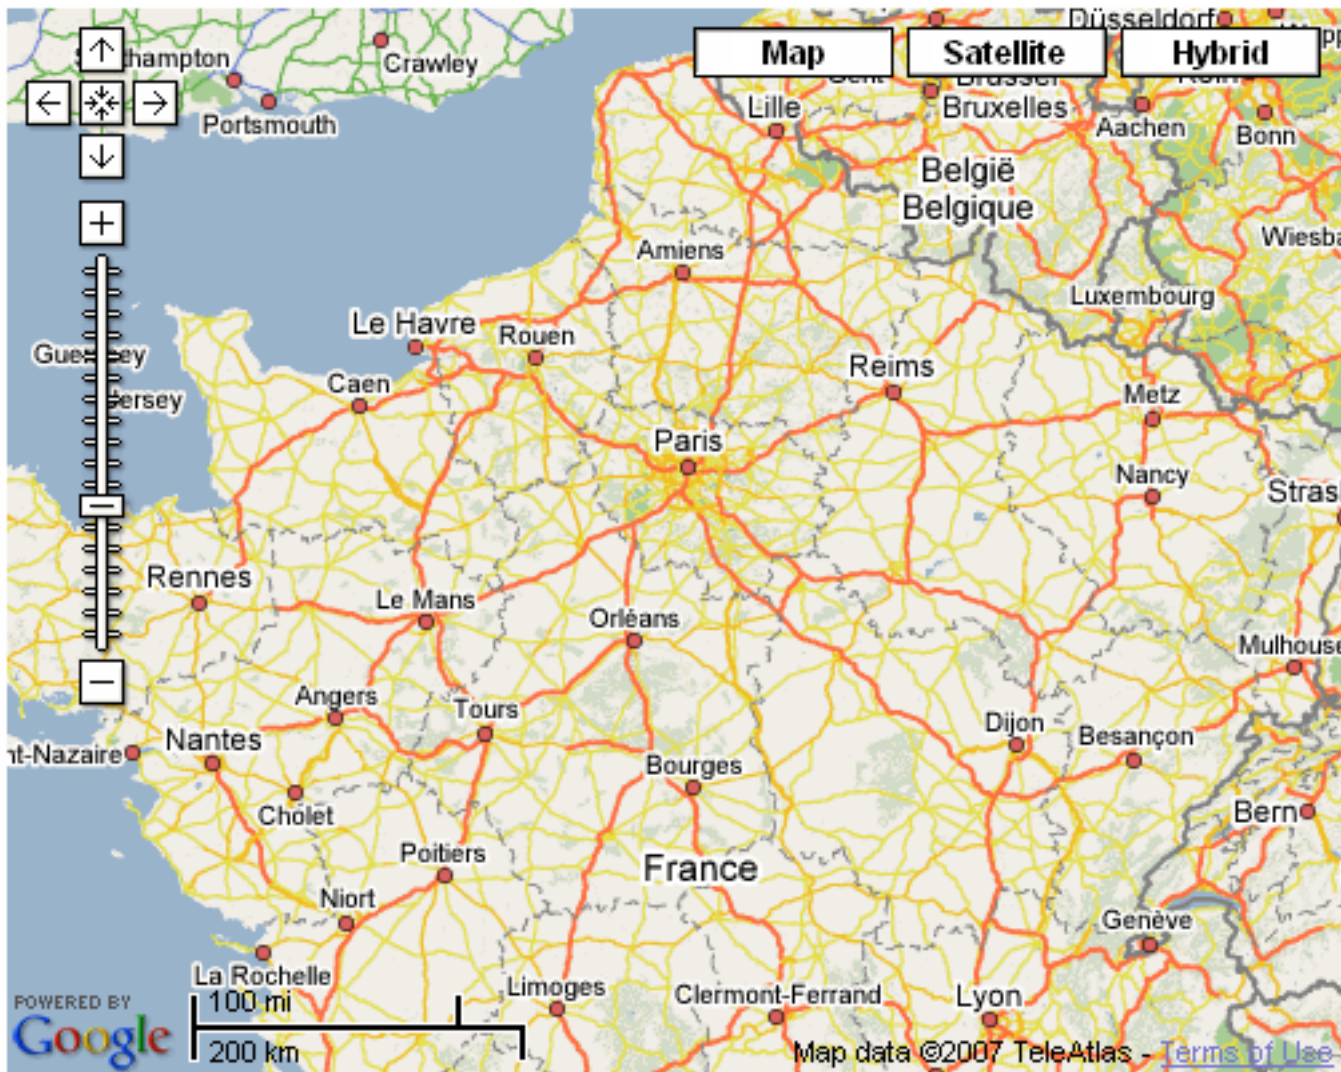 Düsseldorf
Map
Satellite
Hybrid
Crawley
Portsmouth
Lille
Brussel
Bruxelles
Aachen
Bonn
België
Belgique
Amiens
Luxembourg
Le Havre
Rouen
Reims
Caen
Metz
Paris
Nancy
Rennes
Le Mans
Orléans
Mulhouse
Angers
Tours
Dijon
Besançon
nt-Nazaire
Nantes
Bourges
Cholet
Bern
Poitiers
France
Niort
Genève
La Rochelle
Limoges
Clermont-Ferrand
Lyon
POWERED BY
Google
100 mi
200 km
Map data ©2007 TeleAtlas - Terms of Use